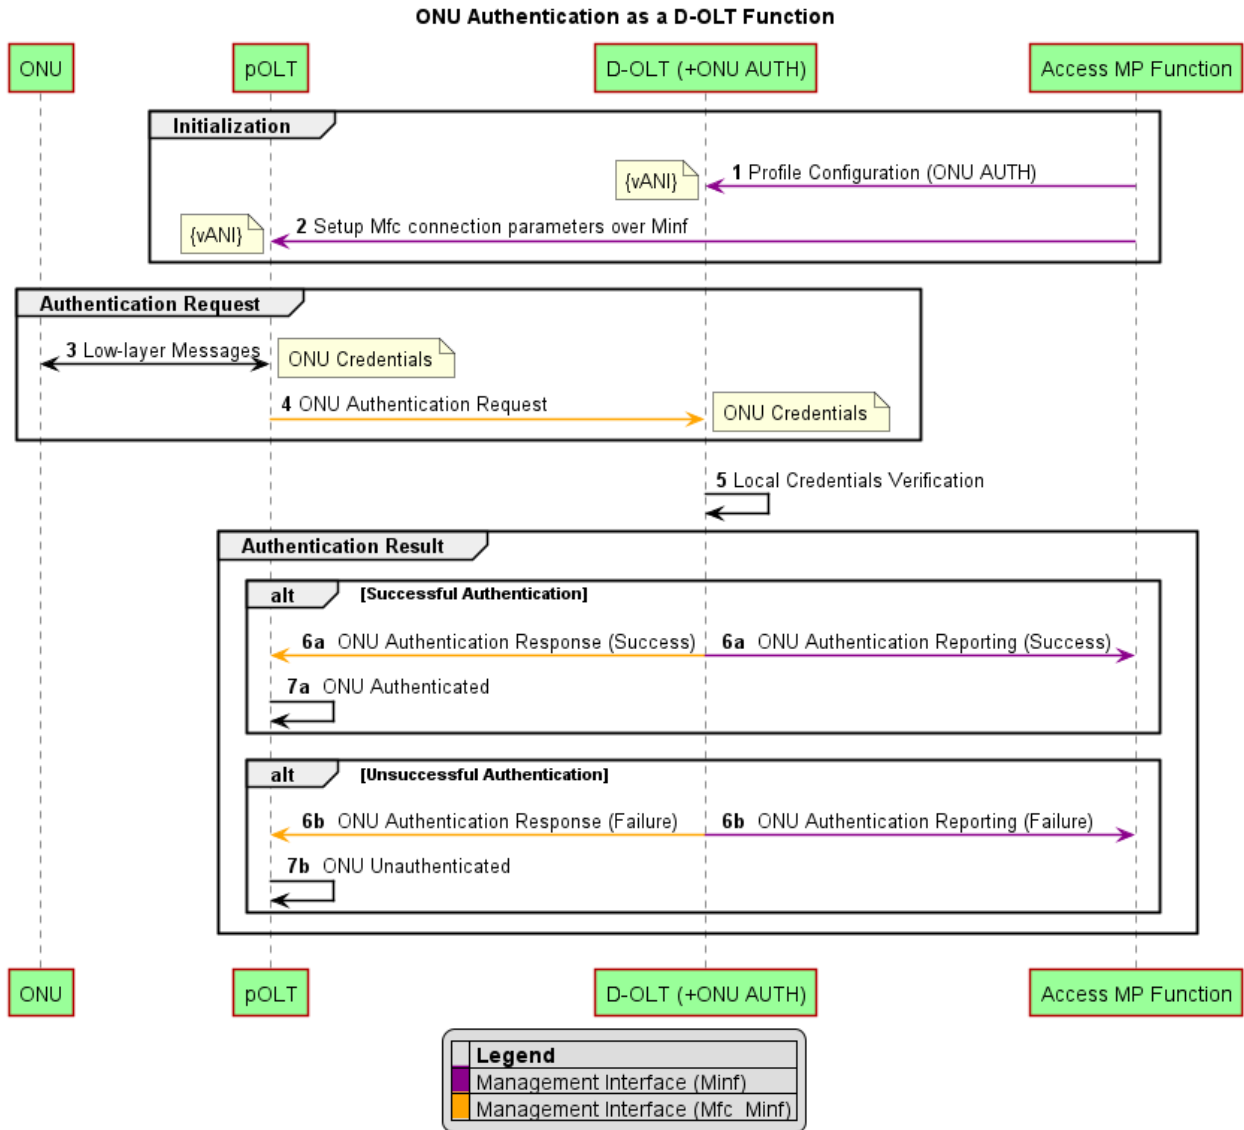 ONU Authentication as a D-OLT Function
ONU pOLT D-OLT (+ONU AUTH) Access MP Function
Initialization
{vANI} 1 Profile Configuration (ONU AUTH)
{vANI} 2 Setup Mfc connection parameters over Minf
Authentication Request
3 Low-layer Messages ONU Credentials
4 ONU Authentication Request ONU Credentials
5 Local Credentials Verification
Authentication Result
alt [Successful Authentication]
6a ONU Authentication Response (Success) 6a ONU Authentication Reporting (Success)
7a ONU Authenticated
alt [Unsuccessful Authentication]
6b ONU Authentication Response (Failure) 6b ONU Authentication Reporting (Failure)
7b ONU Unauthenticated
ONU pOLT D-OLT (+ONU AUTH) Access MP Function
Legend
Management Interface (Minf)
Management Interface (Mfc_Minf)